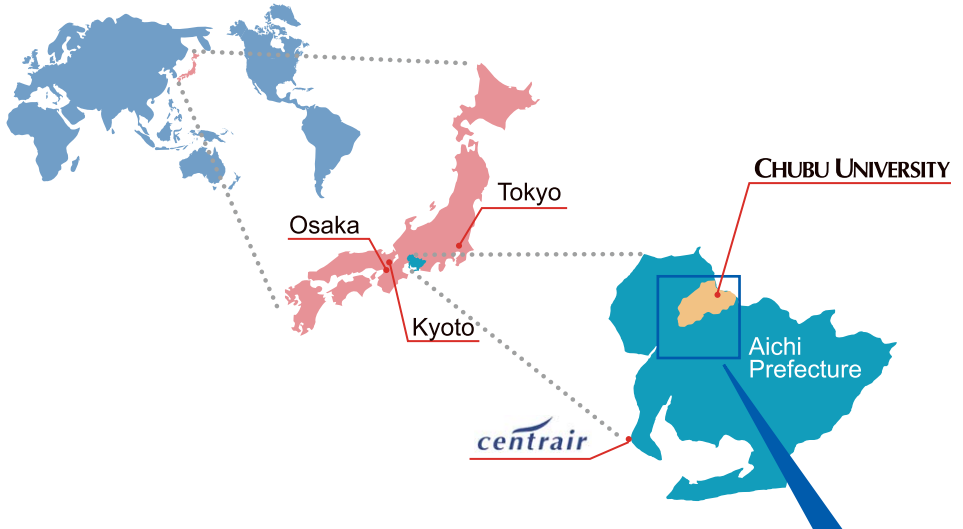 CHUBU UNIVERSITY
Tokyo
Osaka
Kyoto
Aichi
Prefecture
centrair